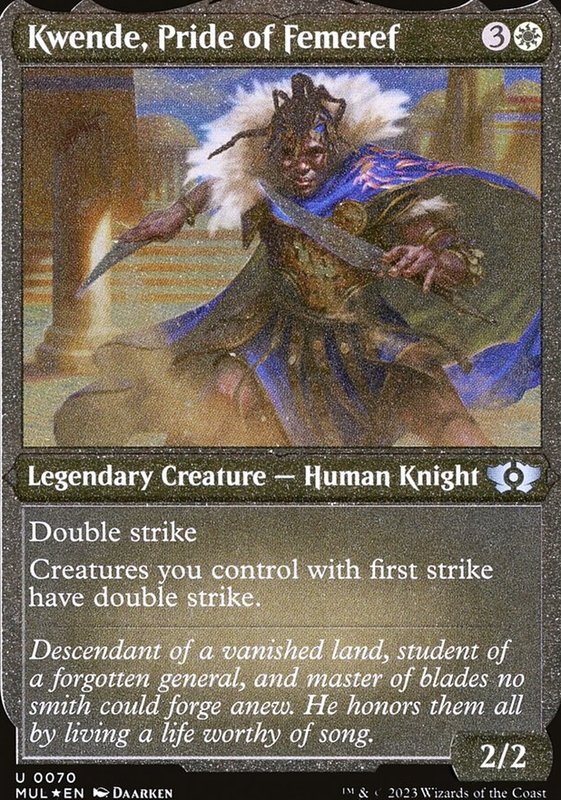 Kwende, Pride of Femeref 3
Legendary Creature — Human Knight
Double strike
Creatures you control with first strike
have double strike.
Descendant of a vanished land, student of
a forgotten general, and master of blades no
smith could forge anew. He honors them all
by living a life worthy of song.
2/2
U 0070
MUL★EN Daarken
™ & © 2023 Wizards of the Coast